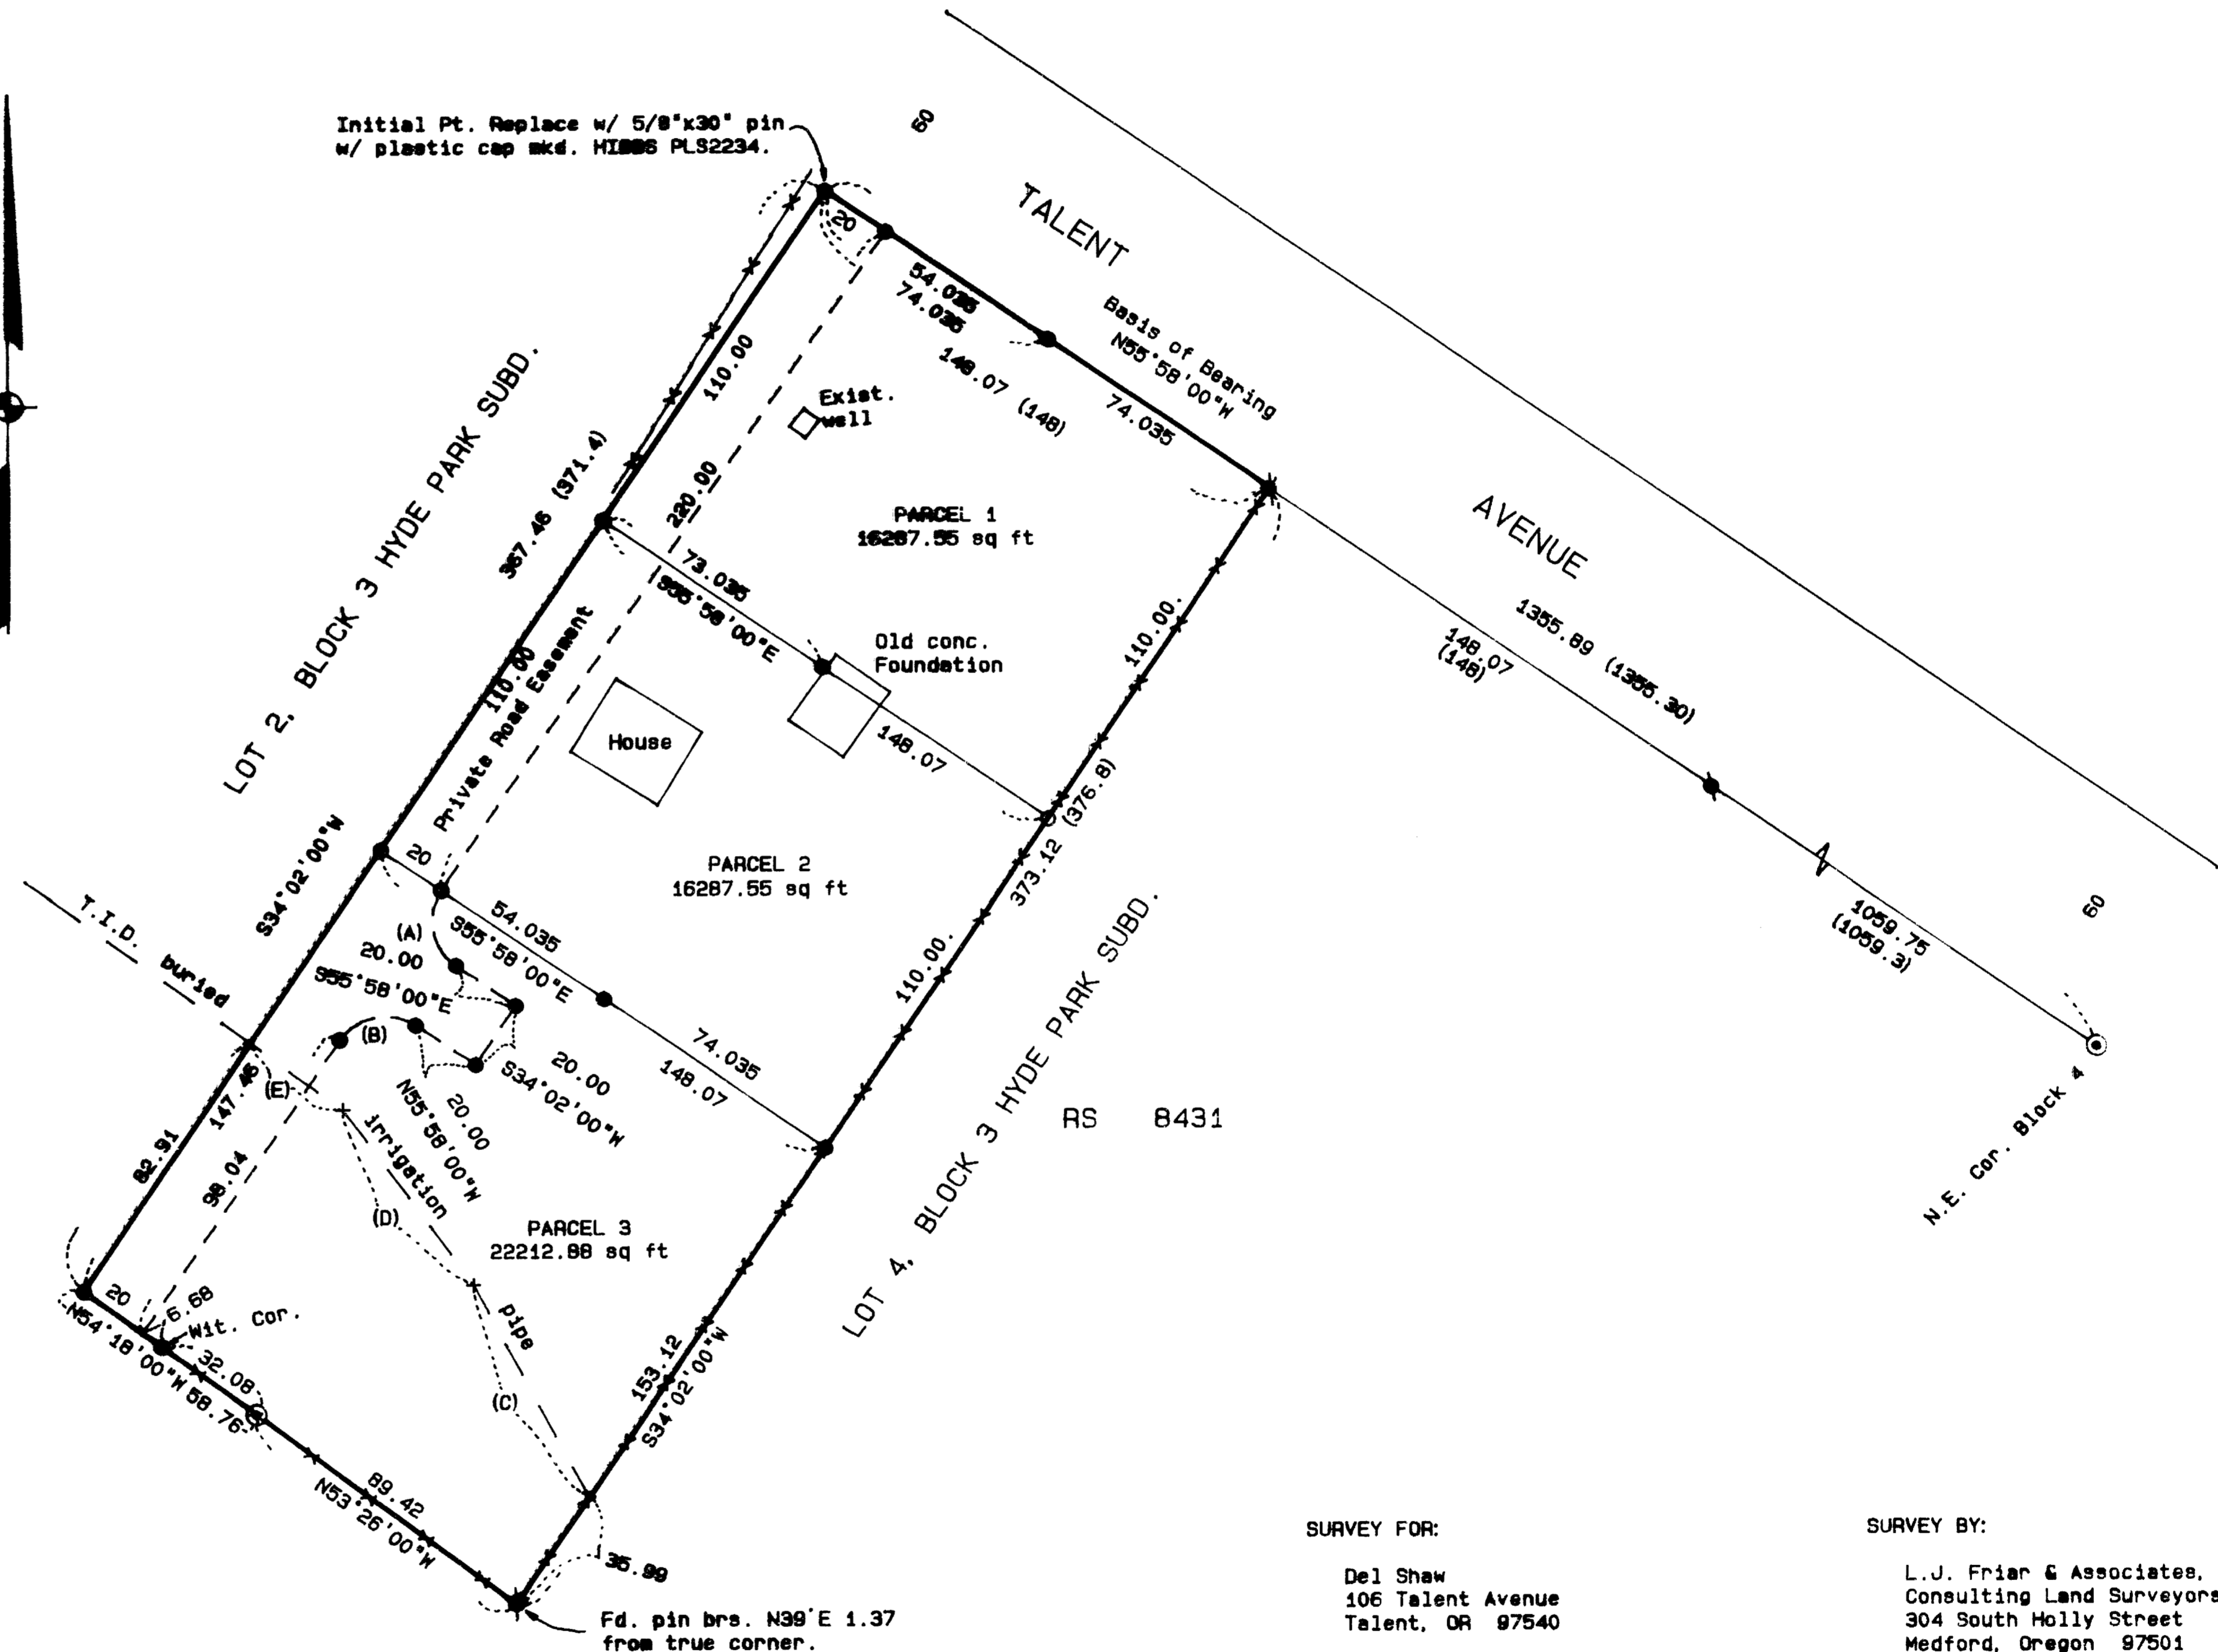 Initial Pt. Replace w/ 5/8"x30" pin
w/ plastic cap mkd. PLS2234.
60
TALENT
20
54.035
74.035
Basis of Bearing
N55°58'00"W
148.07 (148)
74.035
110.00
Exist.
well
LOT 2, BLOCK 3 HYDE PARK SUBD.
367.46 (371.4)
220.00
PARCEL 1
16287.55 sq ft
AVENUE
73.035
S55°58'00"E
110.00
Private Road Easement
Old conc.
Foundation
House
148.07
110.00
148.07
(148)
1355.89 (1355.30)
(376.8)
373.12
S34°02'00"W
20
PARCEL 2
16287.55 sq ft
T.I.D.
buried
(A)
54.035
S55°58'00"E
20.00
S55°58'00"E
110.00
60
1059.75
(1059.3)
(B)
74.035
148.07
20.00
S34°02'00"W
20.00
N55°58'00"W
(E)
147.46
82.91
98.04
irrigation
RS 8431
LOT 4, BLOCK 3 HYDE PARK SUBD.
N.E. Cor. Block 4
(D)
PARCEL 3
22212.88 sq ft
20
6.68
Wit. Cor.
pipe
N54°18'00"W 58.76
32.08
(C)
153.12
S34°02'00"W
89.42
N53°26'00"W
35.99
Fd. pin brs. N39°E 1.37
from true corner.
SURVEY FOR:
Del Shaw
106 Talent Avenue
Talent, OR 97540
SURVEY BY:
L.J. Friar & Associates,
Consulting Land Surveyors
304 South Holly Street
Medford, Oregon 97501